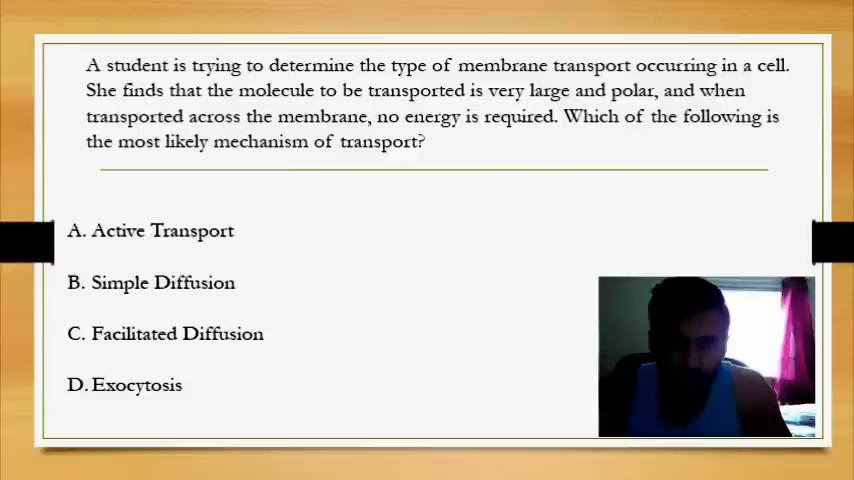 A student is trying to determine the type of membrane transport occurring in a cell.
She finds that the molecule to be transported is very large and polar, and when
transported across the membrane, no energy is required. Which of the following is
the most likely mechanism of transport?
A. Active Transport
B. Simple Diffusion
C. Facilitated Diffusion
D. Exocytosis